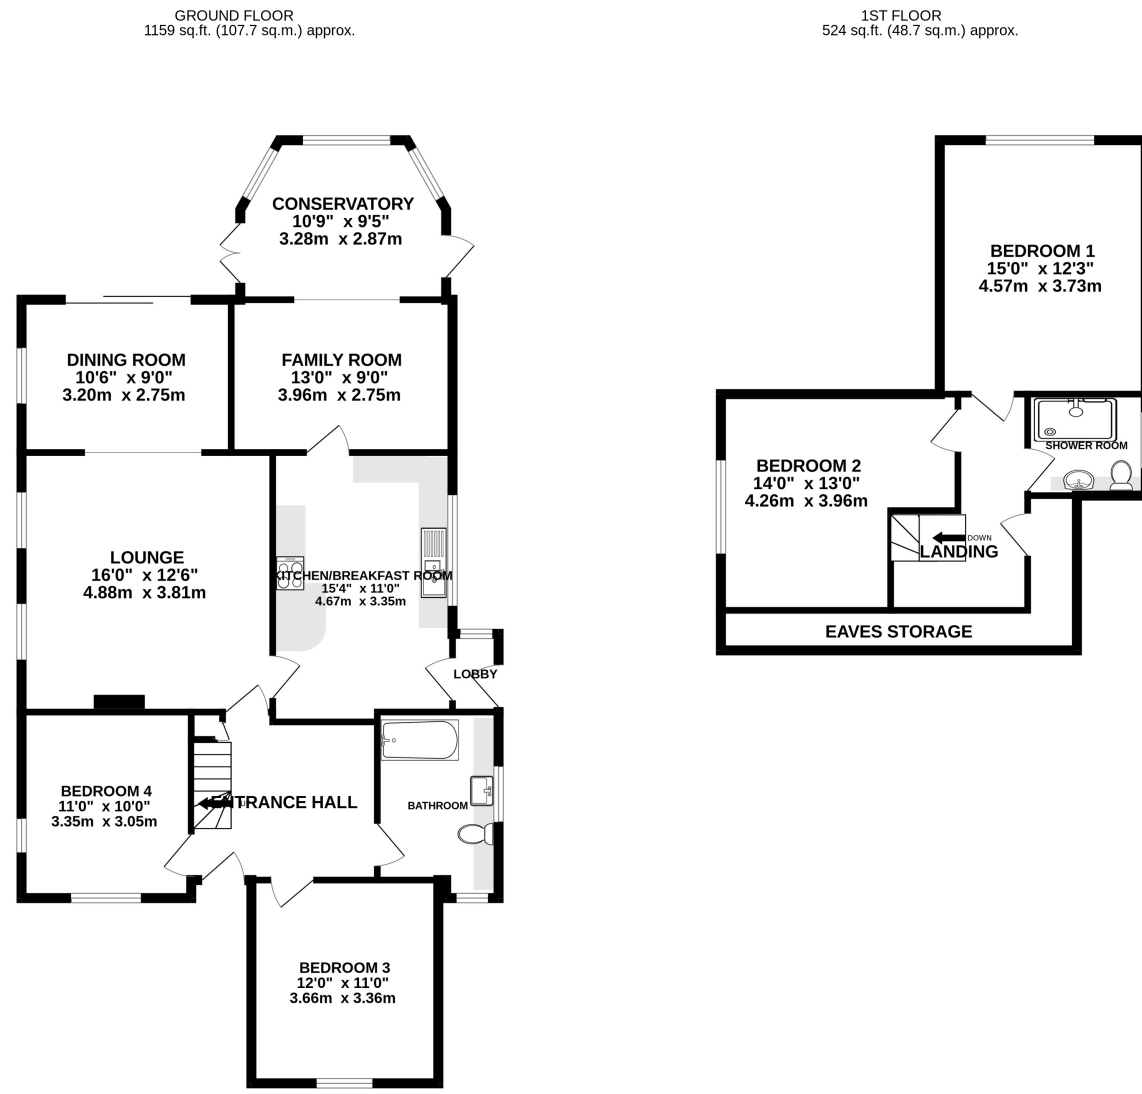 GROUND FLOOR
1159 sq.ft. (107.7 sq.m.) approx.
CONSERVATORY
10'9" x 9'5"
3.28m x 2.87m
DINING ROOM
10'6" x 9'0"
3.20m x 2.75m
FAMILY ROOM
13'0" x 9'0"
3.96m x 2.75m
LOUNGE
16'0" x 12'6"
4.88m x 3.81m
KITCHEN/BREAKFAST ROOM
15'4" x 11'0"
4.67m x 3.35m
LOBBY
BEDROOM 4
11'0" x 10'0"
3.35m x 3.05m
ENTRANCE HALL
BATHROOM
BEDROOM 3
12'0" x 11'0"
3.66m x 3.36m
1ST FLOOR
524 sq.ft. (48.7 sq.m.) approx.
BEDROOM 1
15'0" x 12'3"
4.57m x 3.73m
SHOWER ROOM
BEDROOM 2
14'0" x 13'0"
4.26m x 3.96m
DOWN
LANDING
EAVES STORAGE